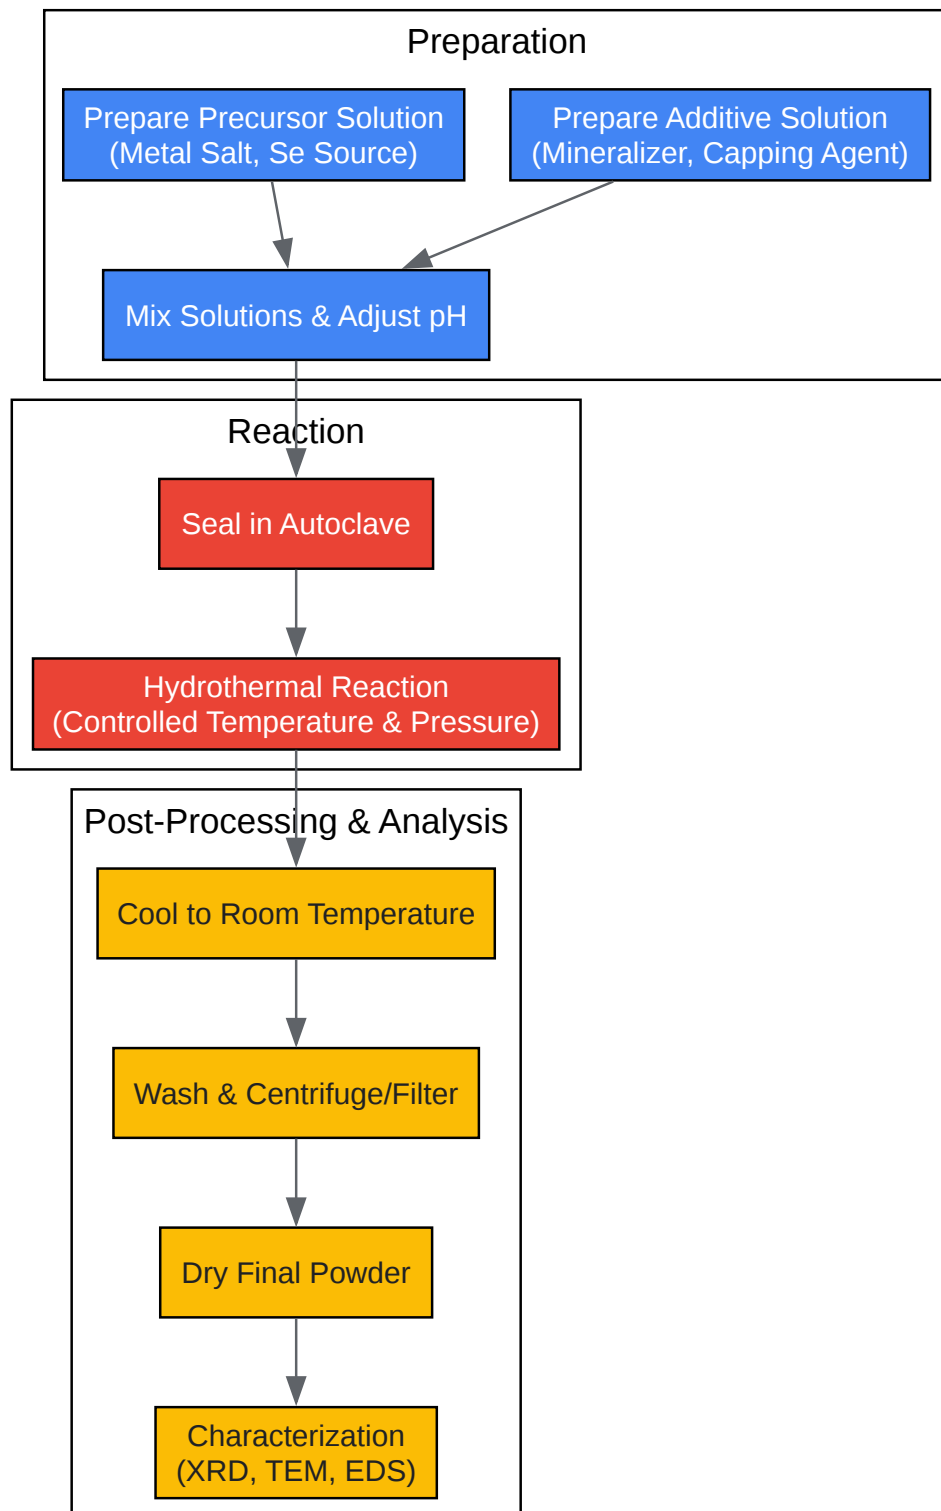 Preparation
Prepare Precursor Solution
(Metal Salt, Se Source)
Prepare Additive Solution
(Mineralizer, Capping Agent)
Mix Solutions & Adjust pH
Reaction
Seal in Autoclave
Hydrothermal Reaction
(Controlled Temperature & Pressure)
Post-Processing & Analysis
Cool to Room Temperature
Wash & Centrifuge/Filter
Dry Final Powder
Characterization
(XRD, TEM, EDS)